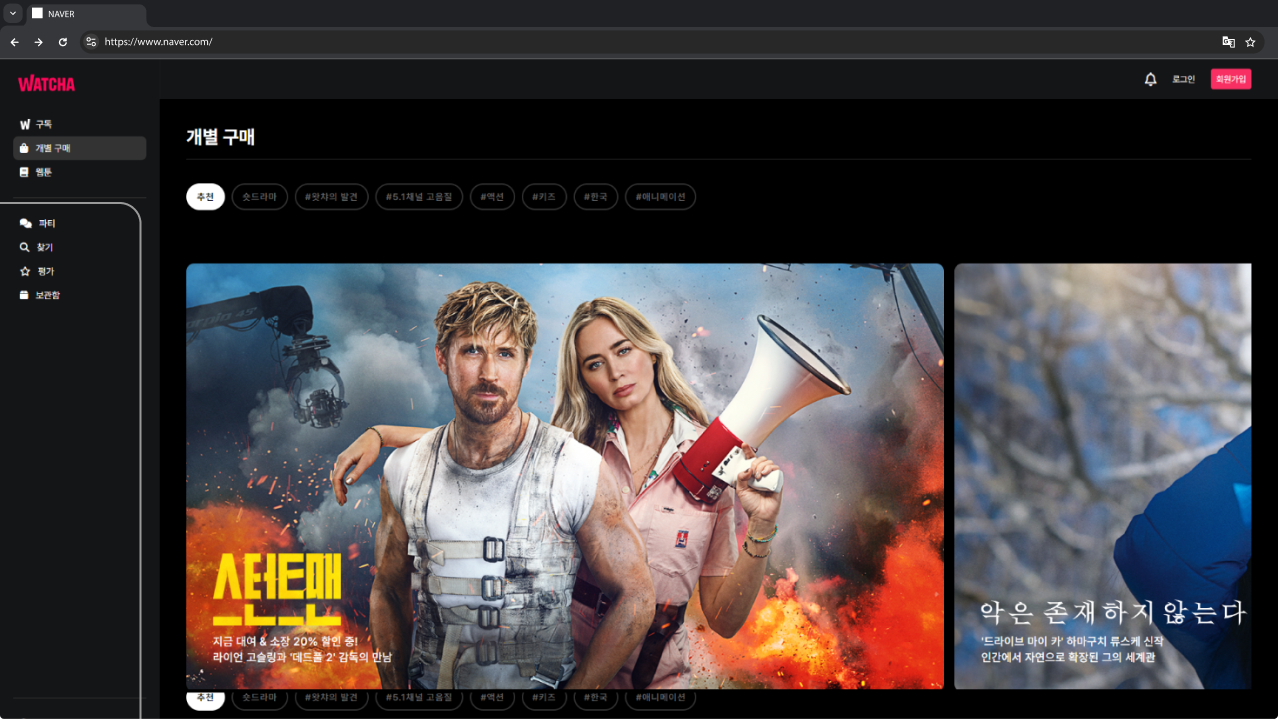 NAVER
https://www.naver.com/
WATCHA
로그인
회원가입
W 구독
개별 구매
웹툰
파티
찾기
평가
보관함
개별 구매
추천
숏드라마
#왓챠의 발견
#5.1채널 고음질
#액션
#키즈
#한국
#애니메이션
스턴트맨
지금 대여 & 소장 20% 할인 중!
라이언 고슬링과 '데드풀 2' 감독의 만남
악은 존재하지 않는다
'드라이브 마이 카' 하마구치 류스케 신작
인간에서 자연으로 확장된 그의 세계관
추천
숏드라마
#왓챠의 발견
#5.1채널 고음질
#액션
#키즈
#한국
#애니메이션